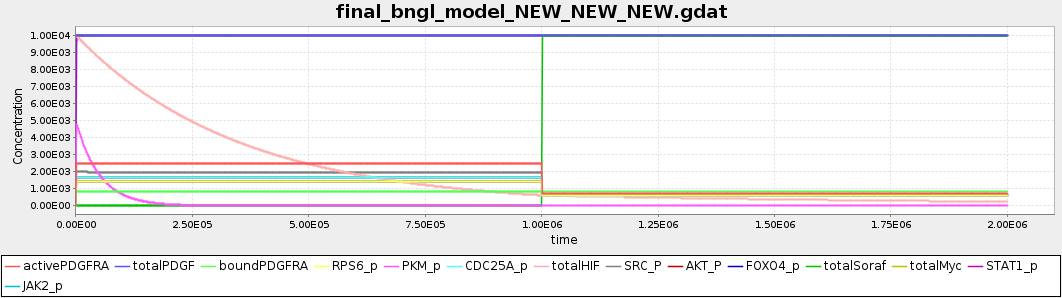 final_bngl_model_NEW_NEW_NEW.gdat
Concentration
1.00E04
9.00E03
8.00E03
7.00E03
6.00E03
5.00E03
4.00E03
3.00E03
2.00E03
1.00E03
0.00E00
0.00E00 2.50E05 5.00E05 7.50E05 1.00E06 1.25E06 1.50E06 1.75E06 2.00E06
time
activePDGFRA totalPDGF boundPDGFRA RPS6_p PKM_p CDC25A_p totalHIF SRC_P AKT_P FOXO4_p totalSoraf totalMyc STAT1_p
JAK2_p